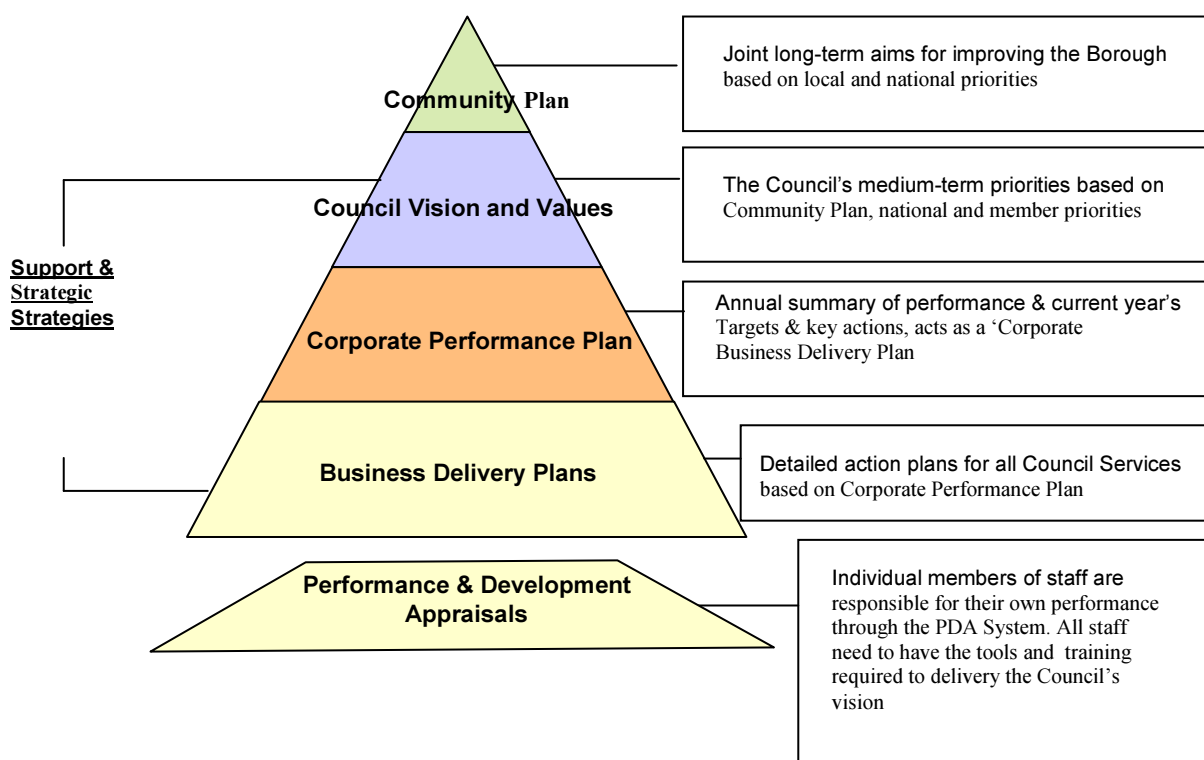 Community Plan
Joint long-term aims for improving the Borough
based on local and national priorities
Council Vision and Values
The Council’s medium-term priorities based on
Community Plan, national and member priorities
Support &
Strategic
Strategies
Corporate Performance Plan
Annual summary of performance & current year’s
Targets & key actions, acts as a ‘Corporate
Business Delivery Plan
Business Delivery Plans
Detailed action plans for all Council Services
based on Corporate Performance Plan
Performance & Development
Appraisals
Individual members of staff are
responsible for their own performance
through the PDA System. All staff
need to have the tools and training
required to delivery the Council’s
vision